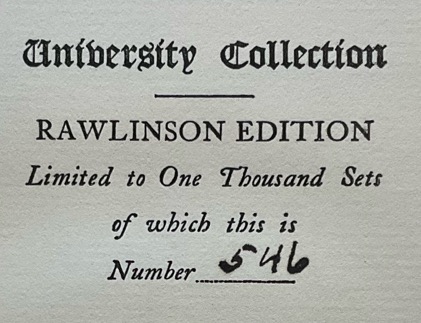 University Collection
RAWLINSON EDITION
Limited to One Thousand Sets
of which this is
Number 546